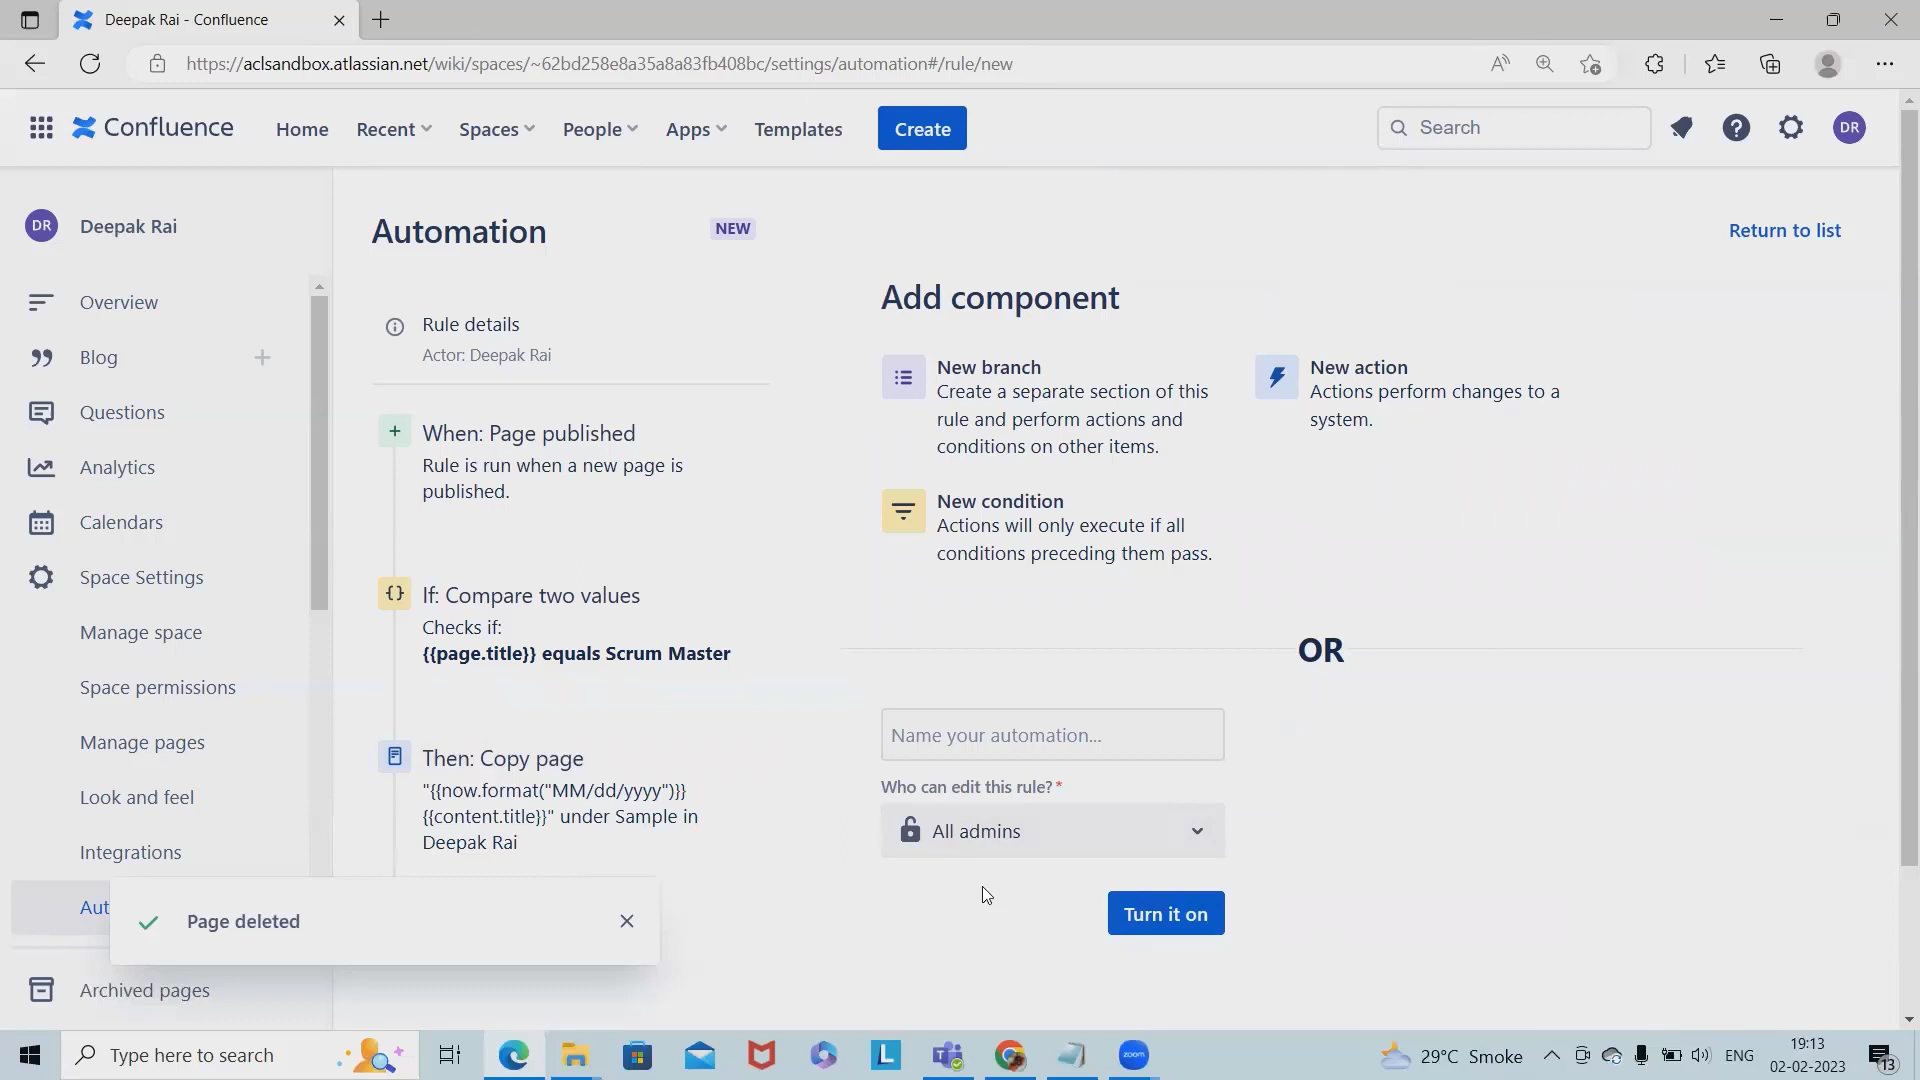 Deepak Rai - Confluence
https://aclsandbox.atlassian.net/wiki/spaces/~62bd258e8a35a8a83fb408bc/settings/automation#/rule/new
Confluence Home Recent Spaces People Apps Templates Create Search DR
DR Deepak Rai
Overview
Blog
Questions
Analytics
Calendars
Space Settings
Manage space
Space permissions
Manage pages
Look and feel
Integrations
Aut
Archived pages
Page deleted
Automation NEW
Return to list
Rule details
Actor: Deepak Rai
When: Page published
Rule is run when a new page is
published.
If: Compare two values
Checks if:
{{page.title}} equals Scrum Master
Then: Copy page
"{{now.format("MM/dd/yyyy")}}
{{content.title}}" under Sample in
Deepak Rai
Add component
New branch
Create a separate section of this
rule and perform actions and
conditions on other items.
New action
Actions perform changes to a
system.
New condition
Actions will only execute if all
conditions preceding them pass.
OR
Name your automation...
Who can edit this rule?*
All admins
Turn it on
Type here to search
zoom
29°C Smoke
ENG
19:13
02-02-2023
13